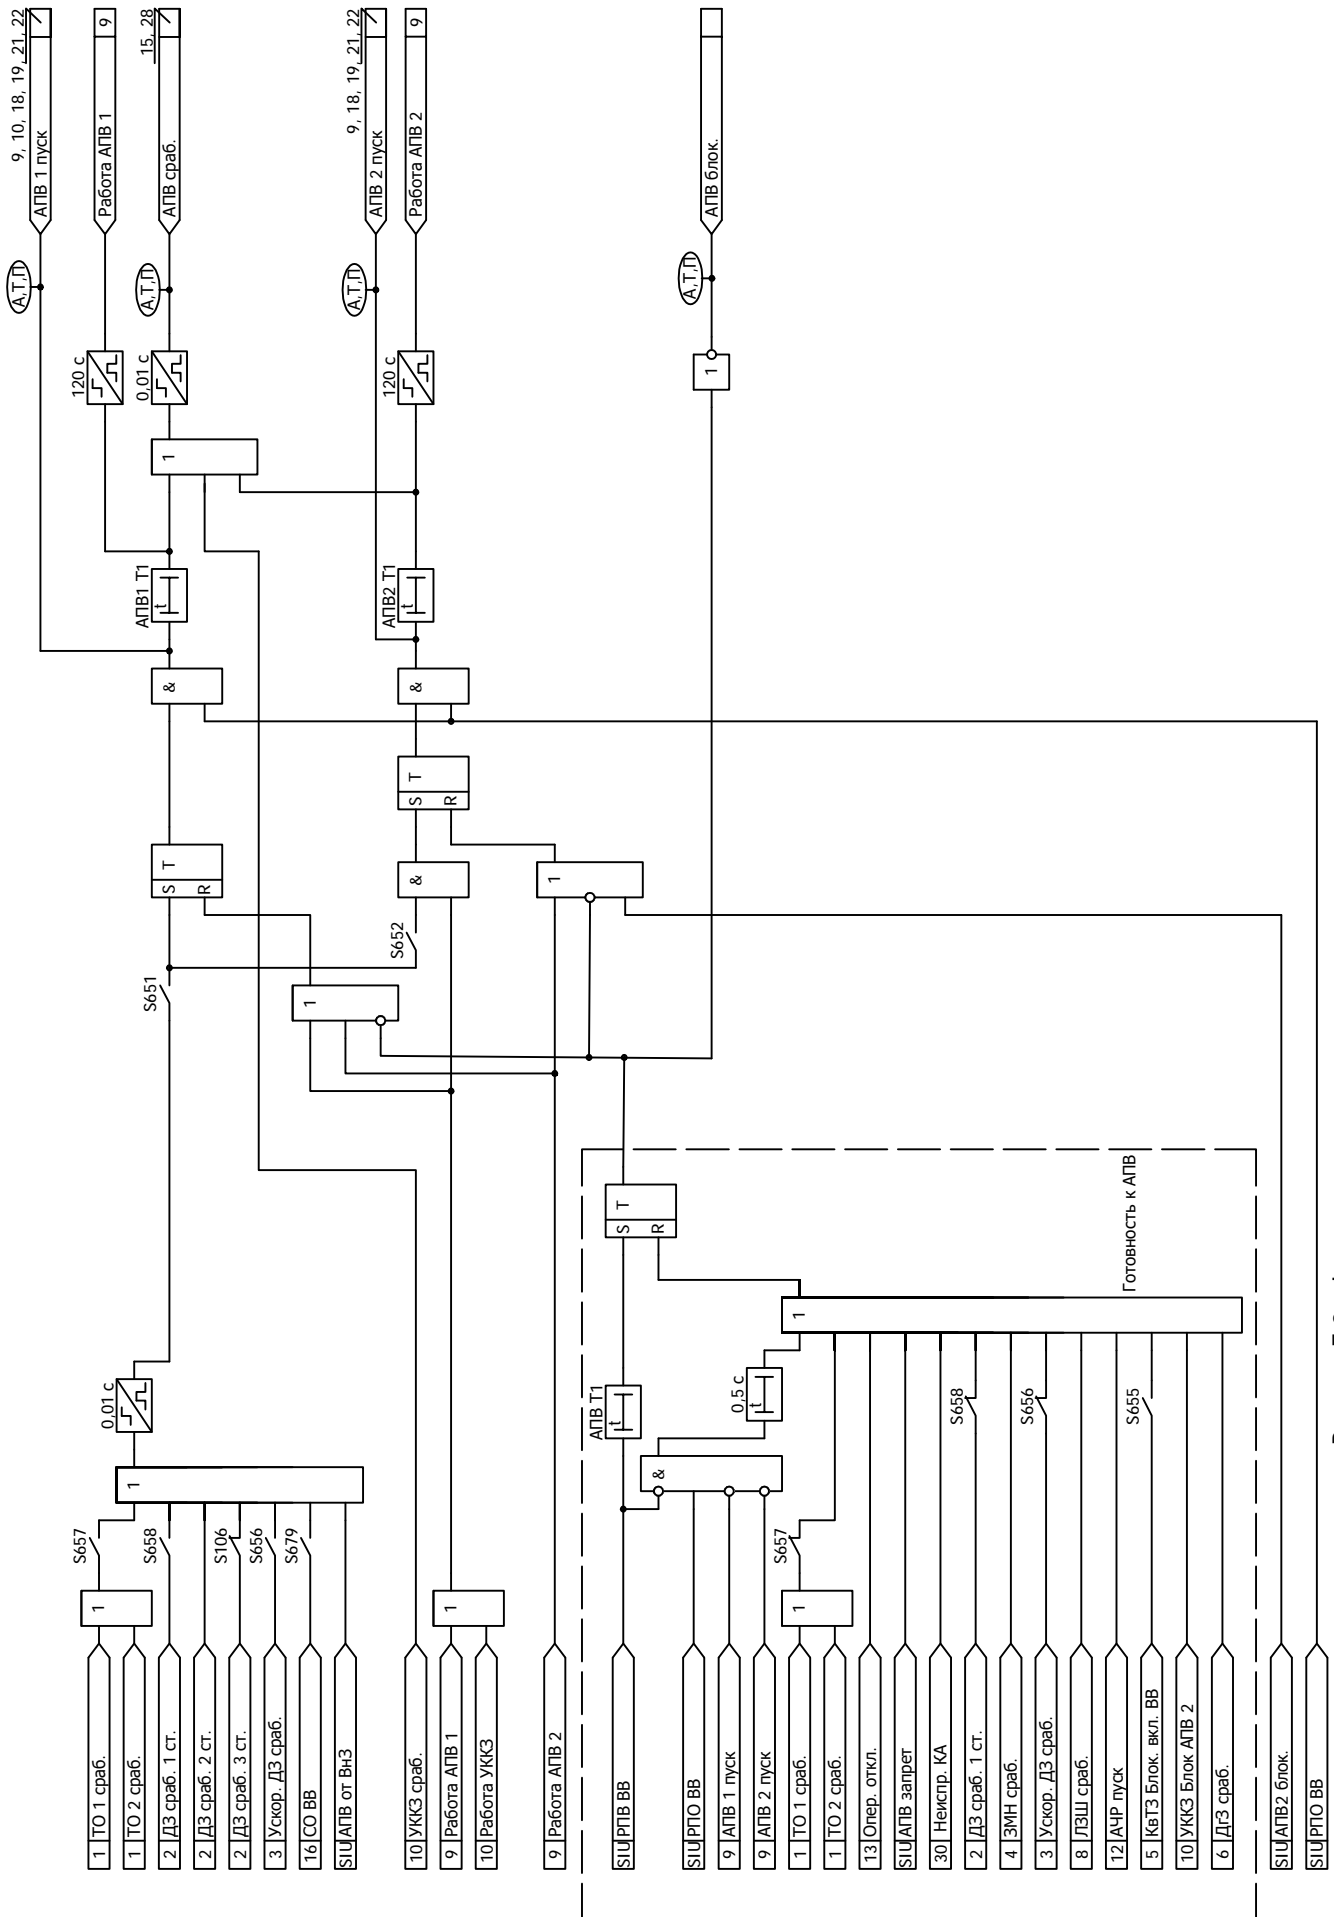 9, 10, 18, 19, 21, 22
АПВ 1 пуск
А,Т,П
9
Работа АПВ 1
120 с
15, 28
АПВ сраб.
А,Т,П
0,01 с
1
АПВ1 Т1
t
&
9, 18, 19, 21, 22
АПВ 2 пуск
А,Т,П
9
Работа АПВ 2
120 с
АПВ2 Т1
t
&
АПВ блок.
А,Т,П
1
S T
R
S T
R
&
1
S652
S651
1
0,01 с
1
S657
S658
S106
S656
S679
1
1 ТО 1 сраб.
1 ТО 2 сраб.
2 ДЗ сраб. 1 ст.
2 ДЗ сраб. 2 ст.
2 ДЗ сраб. 3 ст.
3 Ускор. ДЗ сраб.
16 СО ВВ
SIU АПВ от ВнЗ
10 УККЗ сраб.
1
9 Работа АПВ 1
10 Работа УККЗ
9 Работа АПВ 2
S T
R
Готовность к АПВ
1
АПВ Т1
t
0,5 с
t
&
S658
S656
S655
S657
1
SIU РПВ ВВ
SIU РПО ВВ
9 АПВ 1 пуск
9 АПВ 2 пуск
1 ТО 1 сраб.
1 ТО 2 сраб.
13 Опер. откл.
SIU АПВ запрет
30 Неиспр. КА
2 ДЗ сраб. 1 ст.
4 ЗМН сраб.
3 Ускор. ДЗ сраб.
8 ЛЗШ сраб.
12 АЧР пуск
5 КвТЗ Блок. вкл. ВВ
10 УККЗ Блок АПВ 2
6 ДгЗ сраб.
SIU АПВ2 блок.
SIU РПО ВВ